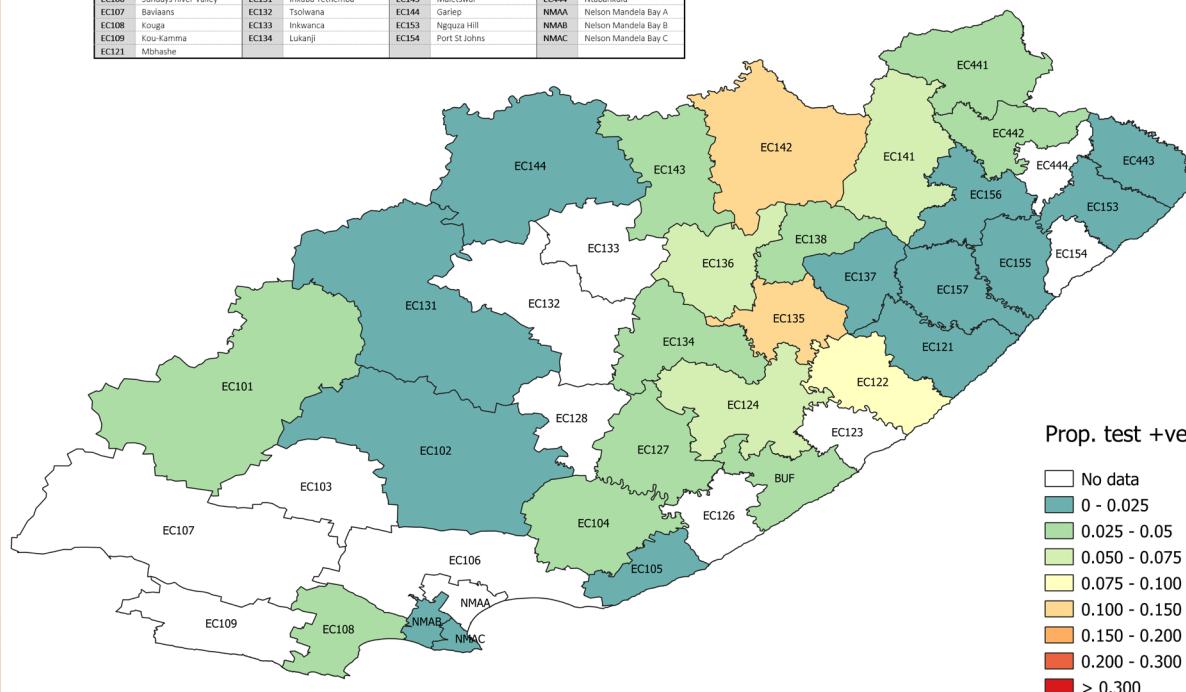 EC106 Sundays River Valley EC131 Inxuba Yethemba EC143 Maletswai EC444 Ntabankulu
EC107 Baviaans EC132 Tsolwana EC144 Gariep NMAA Nelson Mandela Bay A
EC108 Kouga EC133 Inkwanca EC153 Ngquza Hill NMAB Nelson Mandela Bay B
EC109 Kou-Kamma EC134 Lukanji EC154 Port St Johns NMAC Nelson Mandela Bay C
EC121 Mbhashe
EC441
EC442
EC142
EC141
EC443
EC144
EC143
EC444
EC156
EC153
EC133
EC138
EC136
EC154
EC155
EC137
EC157
EC132
EC131
EC135
EC134
EC121
EC101
EC122
EC124
EC128
EC123
EC102
EC127
BUF
EC103
EC104
EC126
EC107
EC106
EC105
NMAA
EC109
EC108
NMAB
NMAC
Prop. test +ve
No data
0 - 0.025
0.025 - 0.05
0.050 - 0.075
0.075 - 0.100
0.100 - 0.150
0.150 - 0.200
0.200 - 0.300
> 0.300